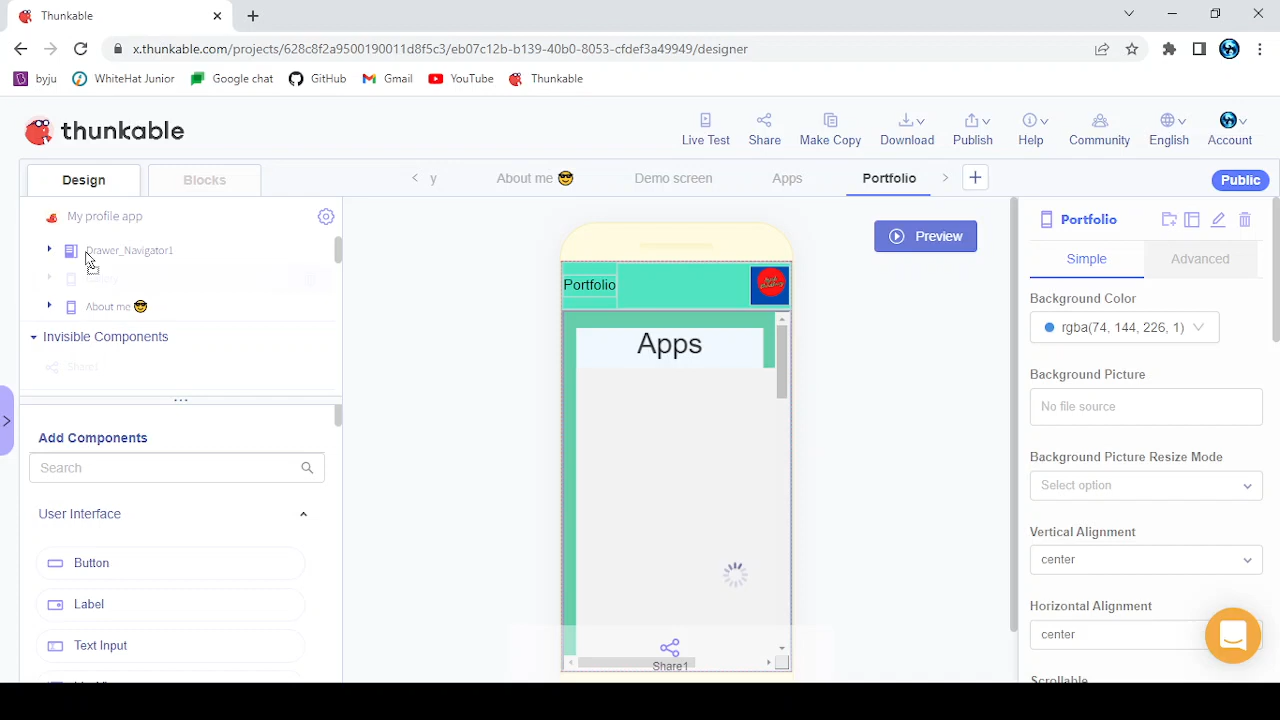 Thunkable
x.thunkable.com/projects/628c8f2a9500190011d8f5c3/eb07c12b-b139-40b0-8053-cfdef3a49949/designer
byju WhiteHat Junior Google chat GitHub Gmail YouTube Thunkable
thunkable
Live Test Share Make Copy Download Publish Help Community English Account
Design Blocks
y About me 😎 Demo screen Apps Portfolio
Public
My profile app
Drawer_Navigator1
About me 😎
Invisible Components
Share1
Add Components
Search
User Interface
Button
Label
Text Input
Preview
Portfolio
Apps
Share1
Portfolio
Simple Advanced
Background Color
rgba(74, 144, 226, 1)
Background Picture
No file source
Background Picture Resize Mode
Select option
Vertical Alignment
center
Horizontal Alignment
center
Scrollable